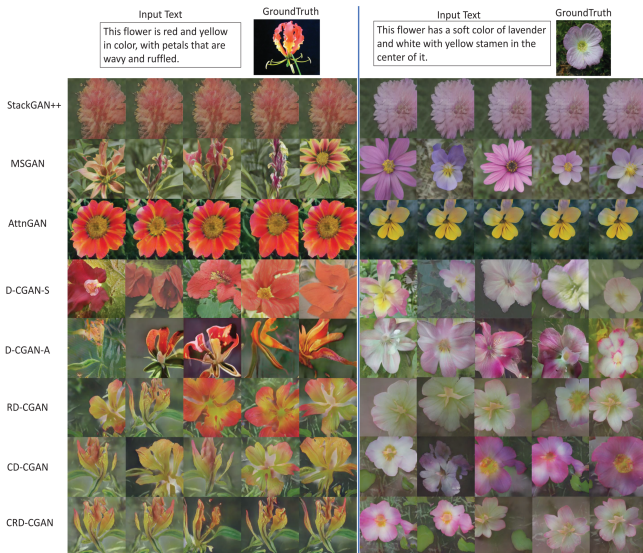 Input Text
GroundTruth
This flower is red and yellow
in color, with petals that are
wavy and ruffled.
Input Text
GroundTruth
This flower has a soft color of lavender
and white with yellow stamen in the
center of it.
StackGAN++
MSGAN
AttnGAN
D-CGAN-S
D-CGAN-A
RD-CGAN
CD-CGAN
CRD-CGAN